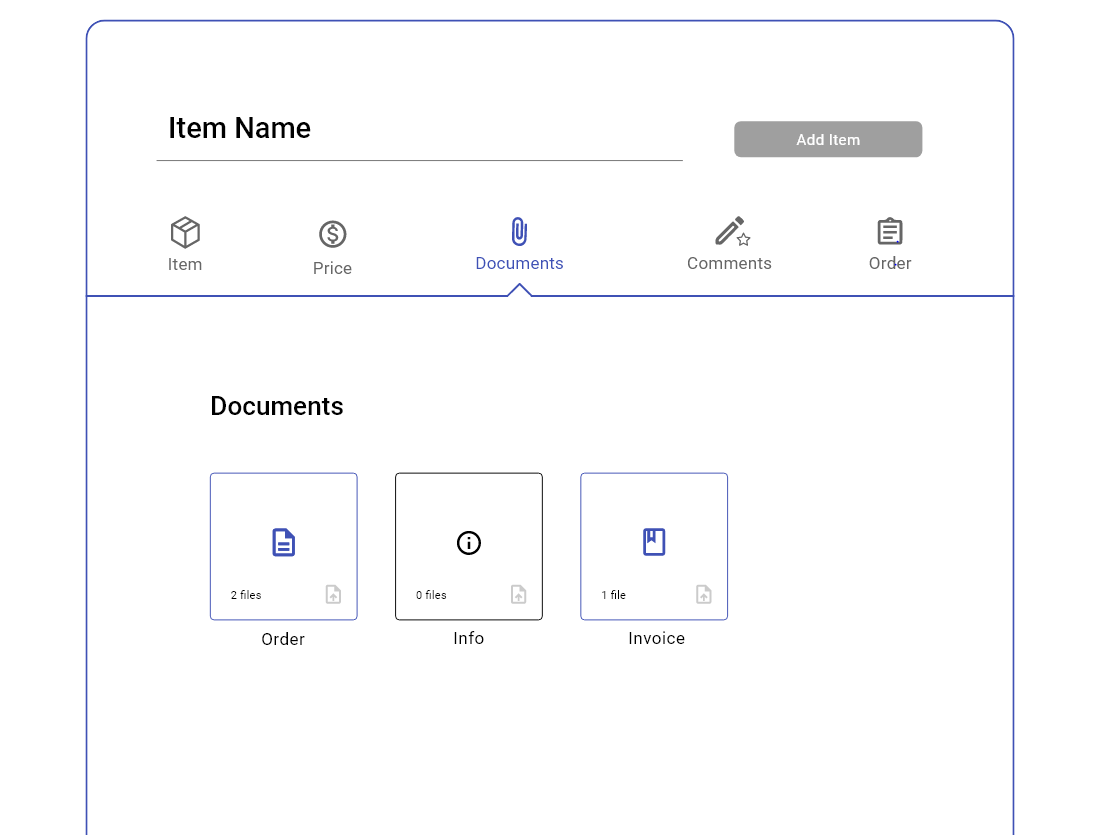 Item Name
Add Item
Item
Price
Documents
Comments
Order
Documents
2 files
0 files
1 file
Order
Info
Invoice